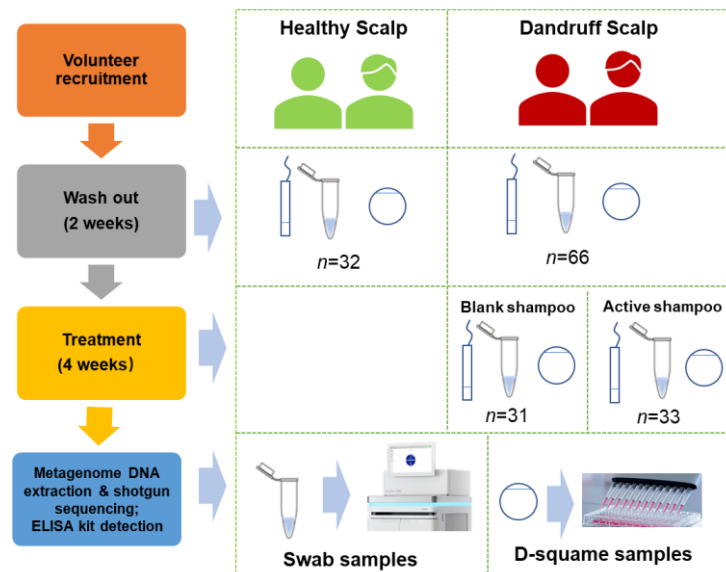 Volunteer
recruitment
Healthy Scalp
Dandruff Scalp
Wash out
(2 weeks)
n=32
n=66
Treatment
(4 weeks)
Blank shampoo
Active shampoo
n=31
n=33
Metagenome DNA
extraction & shotgun
sequencing;
ELISA kit detection
Swab samples
D-squame samples